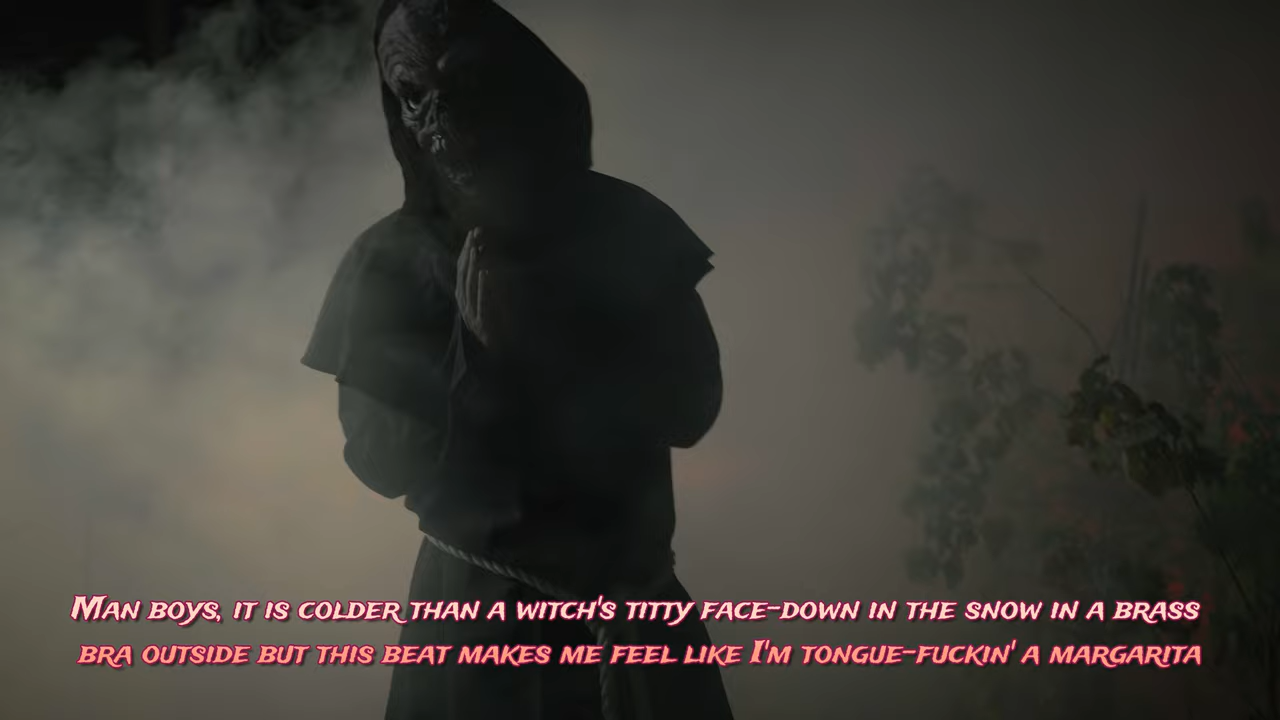 Man boys, it is colder than a witch's titty face-down in the snow in a brass
bra outside but this beat makes me feel like I'm tongue-fuckin' a margarita